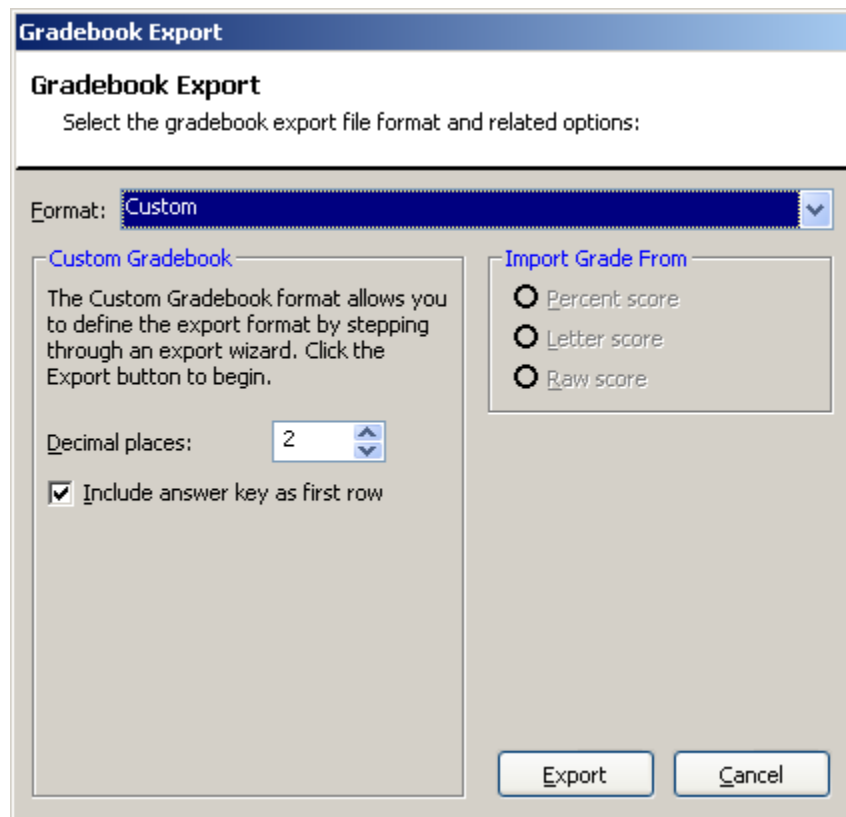 Gradebook Export
Gradebook Export
Select the gradebook export file format and related options:
Format: Custom
Custom Gradebook
The Custom Gradebook format allows you
to define the export format by stepping
through an export wizard. Click the
Export button to begin.
Decimal places: 2
Include answer key as first row
Import Grade From
Percent score
Letter score
Raw score
Export Cancel